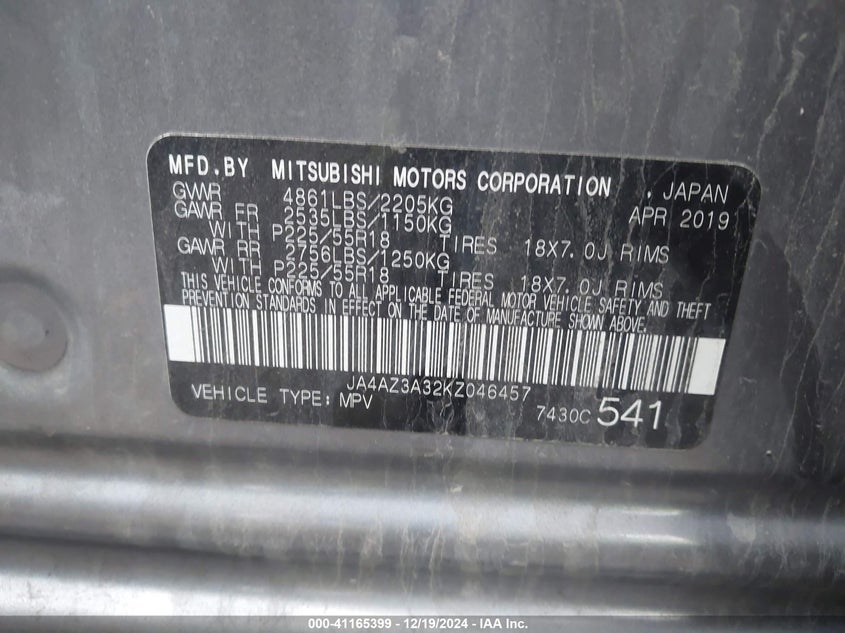 MFD.BY MITSUBISHI MOTORS CORPORATION , JAPAN
GVWR 4861LBS/2205KG APR 2019
GAWR FR 2535LBS/1150KG
WITH P225/55R18 TIRES 18X7.0J RIMS
GAWR RR 2756LBS/1250KG
WITH P225/55R18 TIRES 18X7.0J RIMS
THIS VEHICLE CONFORMS TO ALL APPLICABLE FEDERAL MOTOR VEHICLE SAFETY AND THEFT
PREVENTION STANDARDS IN EFFECT ON THE DATE OF MANUFACTURE SHOWN ABOVE.
JA4AZ3A32KZ046457
VEHICLE TYPE: MPV 7430C 541
000-41165399 - 12/19/2024 - IAA Inc.